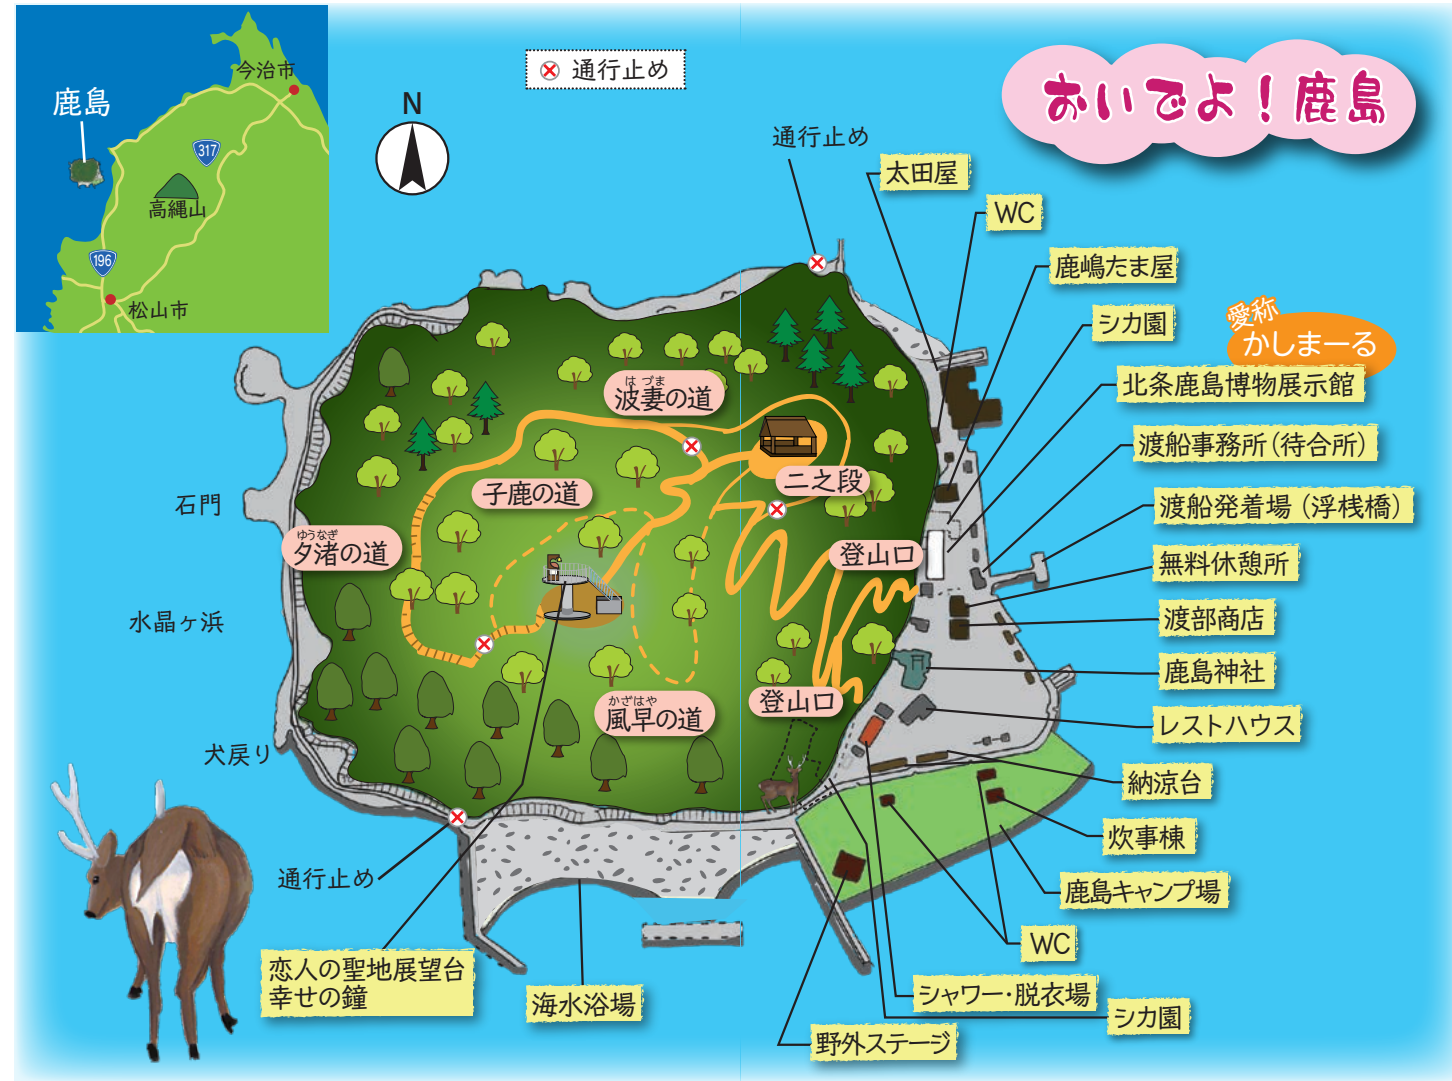 今治市
鹿島
317
高縄山
196
松山市
通行止め
N
おいでよ！鹿島
通行止め
太田屋
WC
鹿嶋たま屋
シカ園
愛称
かしまーる
北条鹿島博物展示館
渡船事務所（待合所）
渡船発着場（浮桟橋）
無料休憩所
渡部商店
鹿島神社
レストハウス
納涼台
炊事棟
鹿島キャンプ場
WC
シャワー・脱衣場
シカ園
野外ステージ
海水浴場
恋人の聖地展望台
幸せの鐘
通行止め
犬戻り
水晶ヶ浜
石門
はづま
波妻の道
子鹿の道
ゆうなぎ
夕渚の道
二之段
登山口
登山口
かざはや
風早の道